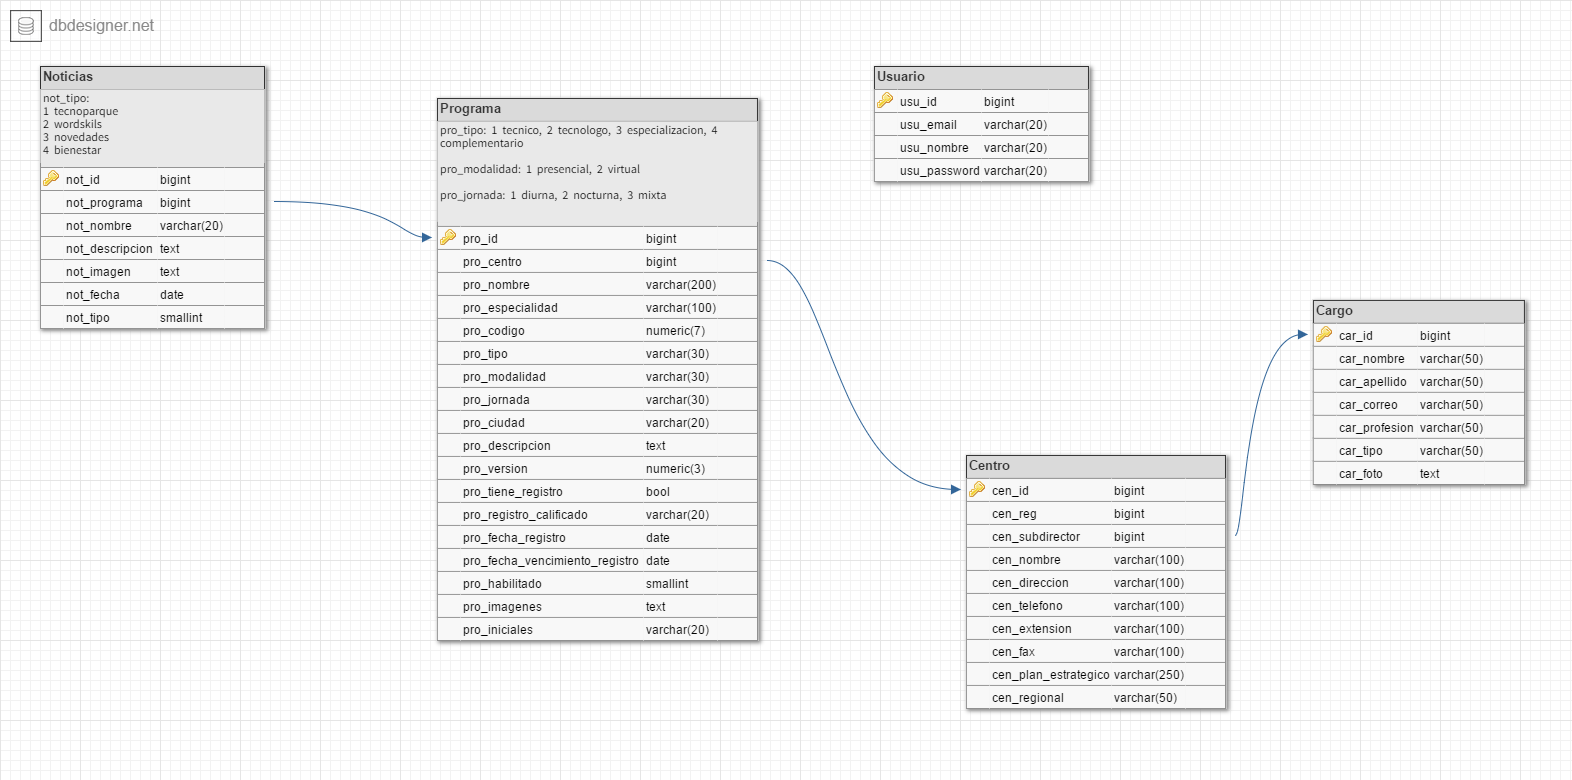 dbdesigner.net
Noticias
not_tipo:
1 tecnoparque
2 wordskils
3 novedades
4 bienestar
not_id bigint
not_programa bigint
not_nombre varchar(20)
not_descripcion text
not_imagen text
not_fecha date
not_tipo smallint
Programa
pro_tipo: 1 tecnico, 2 tecnologo, 3 especializacion, 4
complementario
pro_modalidad: 1 presencial, 2 virtual
pro_jornada: 1 diurna, 2 nocturna, 3 mixta
pro_id bigint
pro_centro bigint
pro_nombre varchar(200)
pro_especialidad varchar(100)
pro_codigo numeric(7)
pro_tipo varchar(30)
pro_modalidad varchar(30)
pro_jornada varchar(30)
pro_ciudad varchar(20)
pro_descripcion text
pro_version numeric(3)
pro_tiene_registro bool
pro_registro_calificado varchar(20)
pro_fecha_registro date
pro_fecha_vencimiento_registro date
pro_habilitado smallint
pro_imagenes text
pro_iniciales varchar(20)
Usuario
usu_id bigint
usu_email varchar(20)
usu_nombre varchar(20)
usu_password varchar(20)
Centro
cen_id bigint
cen_reg bigint
cen_subdirector bigint
cen_nombre varchar(100)
cen_direccion varchar(100)
cen_telefono varchar(100)
cen_extension varchar(100)
cen_fax varchar(100)
cen_plan_estrategico varchar(250)
cen_regional varchar(50)
Cargo
car_id bigint
car_nombre varchar(50)
car_apellido varchar(50)
car_correo varchar(50)
car_profesion varchar(50)
car_tipo varchar(50)
car_foto text